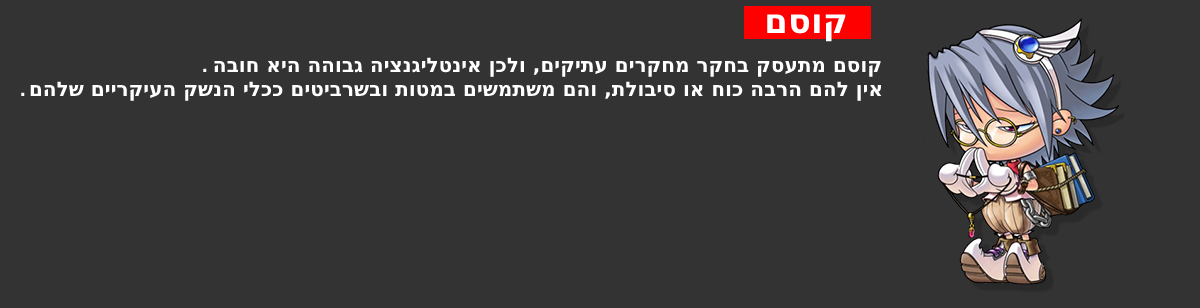 קוסם
קוסם מתעסק בחקר מחקרים עתיקים, ולכן אינטליגנציה גבוהה היא חובה.
אין להם הרבה כוח או סיבולת, והם משתמשים במטות ובשרביטים ככלי הנשק העיקריים שלהם.